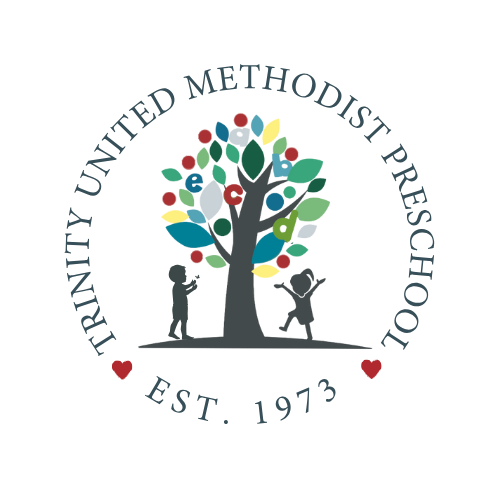 TRINITY UNITED METHODIST PRESCHOOL
a
b
e
c
d
EST. 1973